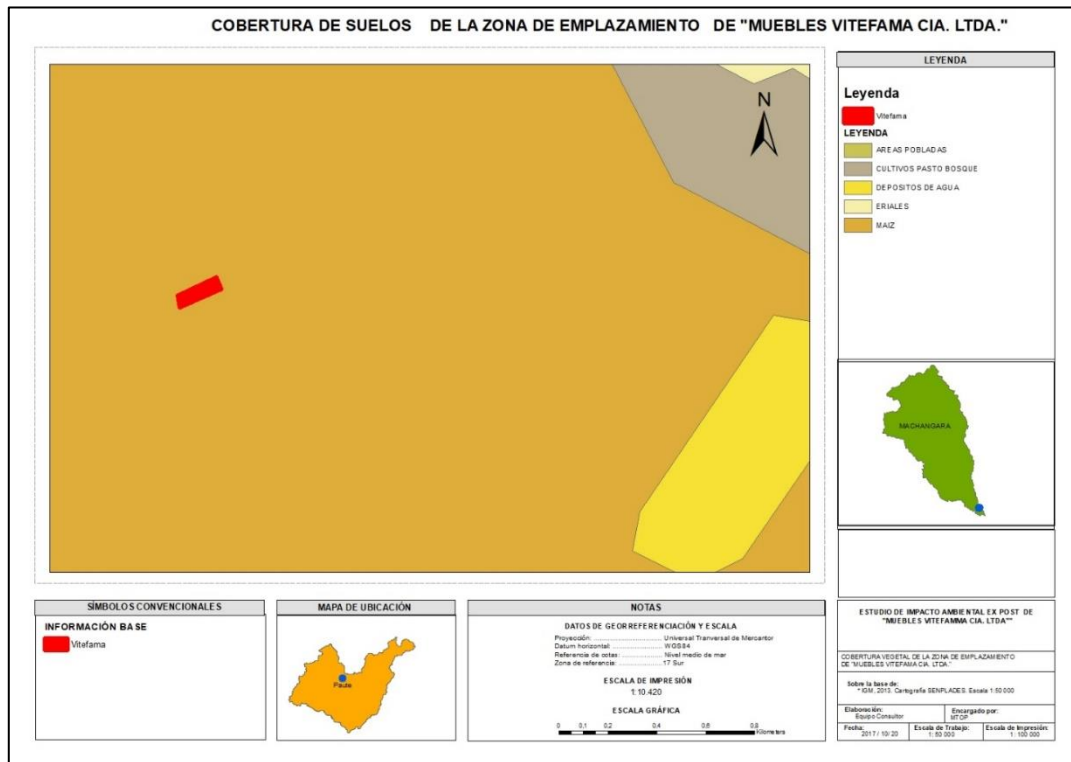 COBERTURA DE SUELOS DE LA ZONA DE EMPLAZAMIENTO DE "MUEBLES VITEFAMA CIA. LTDA."
N
LEYENDA
Leyenda
Vitefama
LEYENDA
AREAS POBLADAS
CULTIVOS PASTO BOSQUE
DEPOSITOS DE AGUA
ERIALES
MAIZ
MACHANGARA
SÍMBOLOS CONVENCIONALES
INFORMACIÓN BASE
Vitefama
MAPA DE UBICACIÓN
Paute
NOTAS
DATOS DE GEORREFERENCIACIÓN Y ESCALA
Proyección: ........................ Universal Tranversal de Mercantor
Datum horizontal: ........................ WGS84
Referencia de cotas: ................ Nivel medio de mar
Zona de referencia: ................ 17 Sur
ESCALA DE IMPRESIÓN
1:10.420
ESCALA GRÁFICA
0 0,1 0,2 0,4 0,6 0,8
Kilometers
ESTUDIO DE IMPACTO AMBIENTAL EX POST DE
"MUEBLES VITEFAMMA CIA. LTDA""
COBERTURA VEGETAL DE LA ZONA DE EMPLAZAMIENTO
DE "MUEBLES VITEFAMA CIA. LTDA."
Sobre la base de:
* IGM, 2013. Cartografía SENPLADES. Escala 1:50 000
Elaboración:
Equipo Consultor
Encargado por:
MTOP
Fecha:
2017 / 10/ 20
Escala de Trabajo:
1: 50 000
Escala de Impresión:
1: 100 000